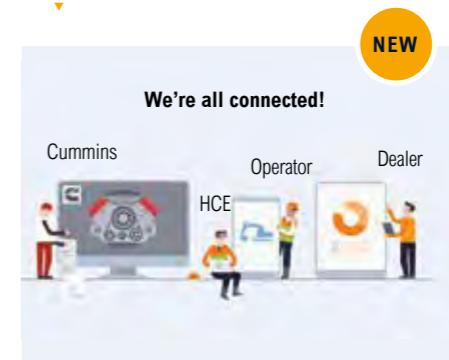 NEW
We're all connected!
Cummins
Operator
Dealer
HCE